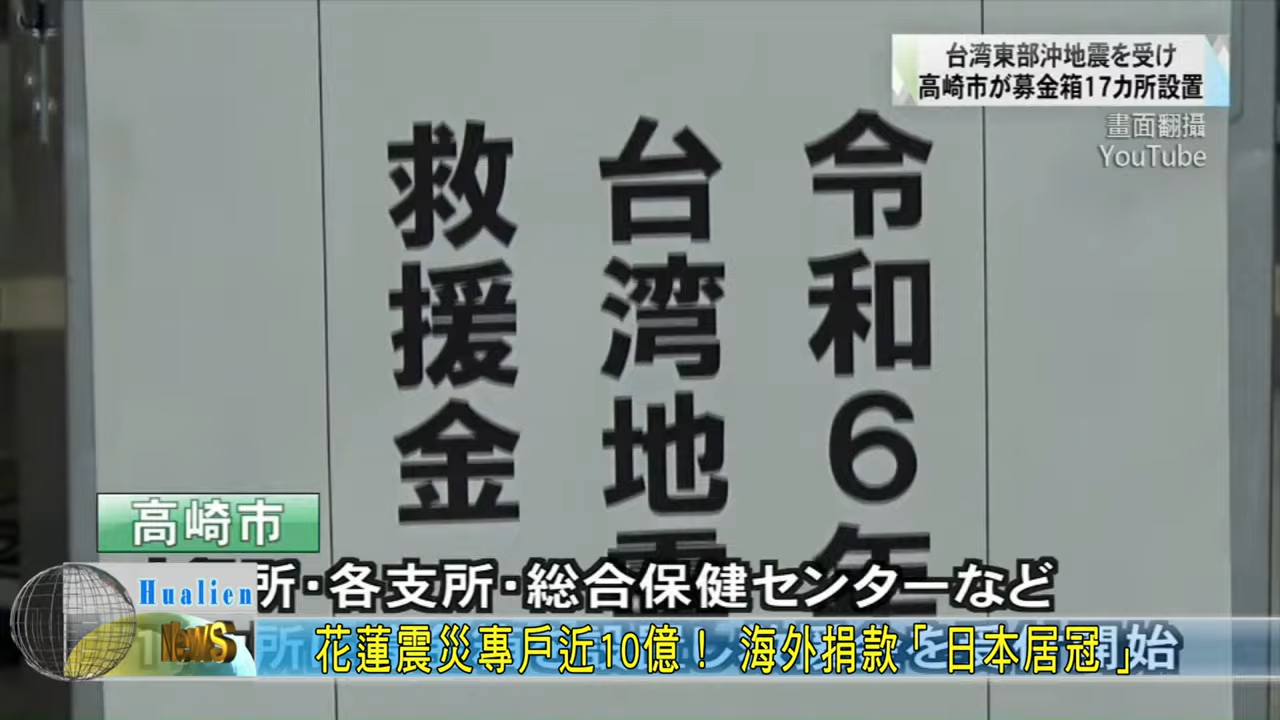 台湾東部沖地震を受け
高崎市が募金箱17カ所設置
畫面翻攝
YouTube
令和6年
台湾地震
救援金
高崎市
所・各支所・総合保健センターなど
Hualien
NewS
花蓮震災專戶近10億! 海外捐款「日本居冠」
開始